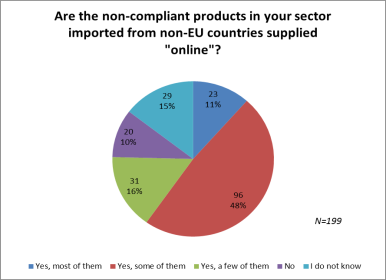 Are the non-compliant products in your sector
imported from non-EU countries supplied
"online"?
29
15%
23
11%
20
10%
31
16%
96
48%
N=199
Yes, most of them Yes, some of them Yes, a few of them No I do not know